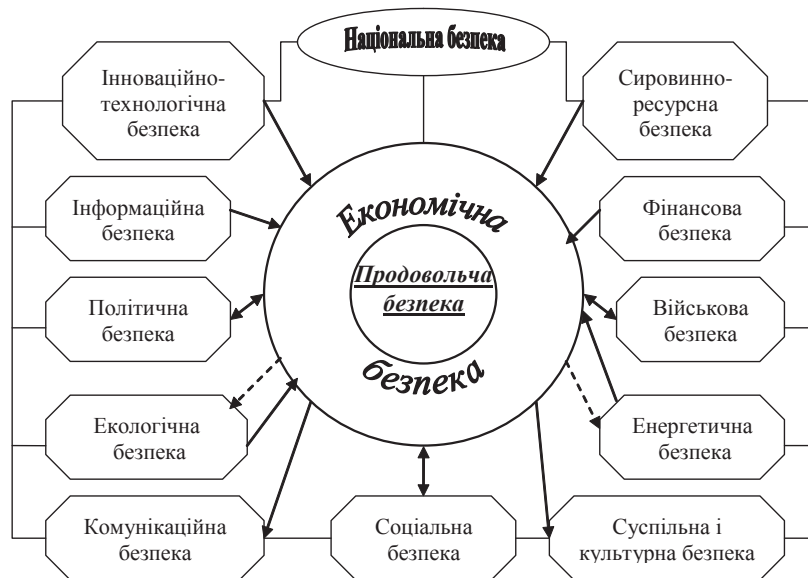 Національна безпека
Інноваційно-
технологічна
безпека
Сировинно-
ресурсна
безпека
Інформаційна
безпека
Економічна
Фінансова
безпека
Продовольча
безпека
Політична
безпека
Військова
безпека
безпека
Екологічна
безпека
Енергетична
безпека
Комунікаційна
безпека
Соціальна
безпека
Суспільна і
культурна безпека